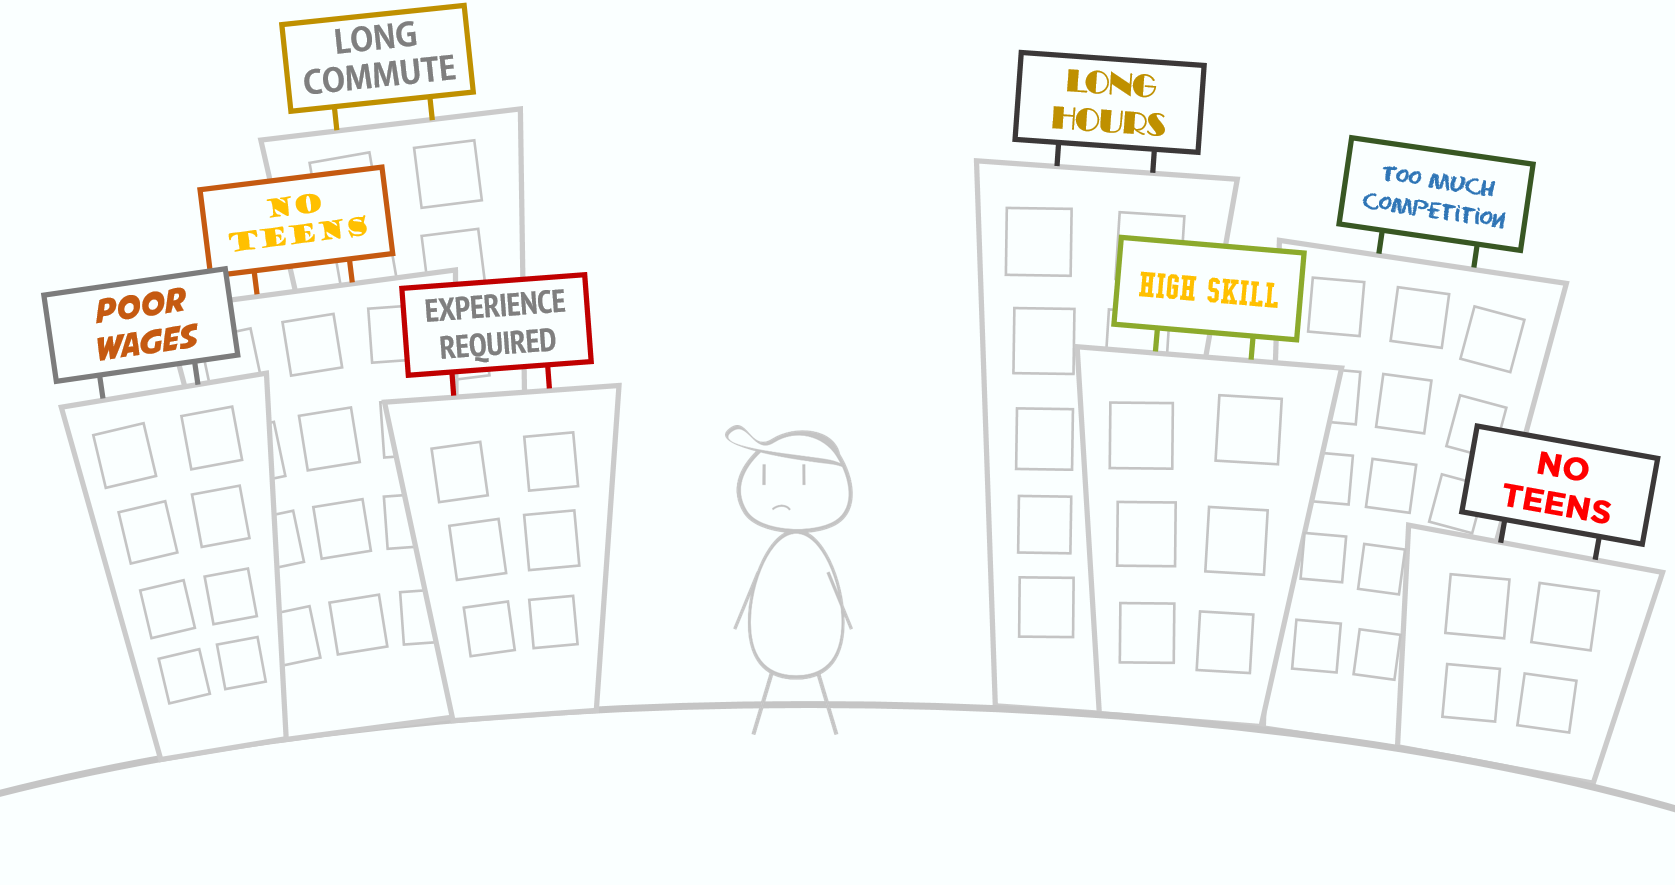 LONG
COMMUTE
NO
TEENS
POOR
WAGES
EXPERIENCE
REQUIRED
LONG
HOURS
TOO MUCH
COMPETITION
HIGH SKILL
NO
TEENS